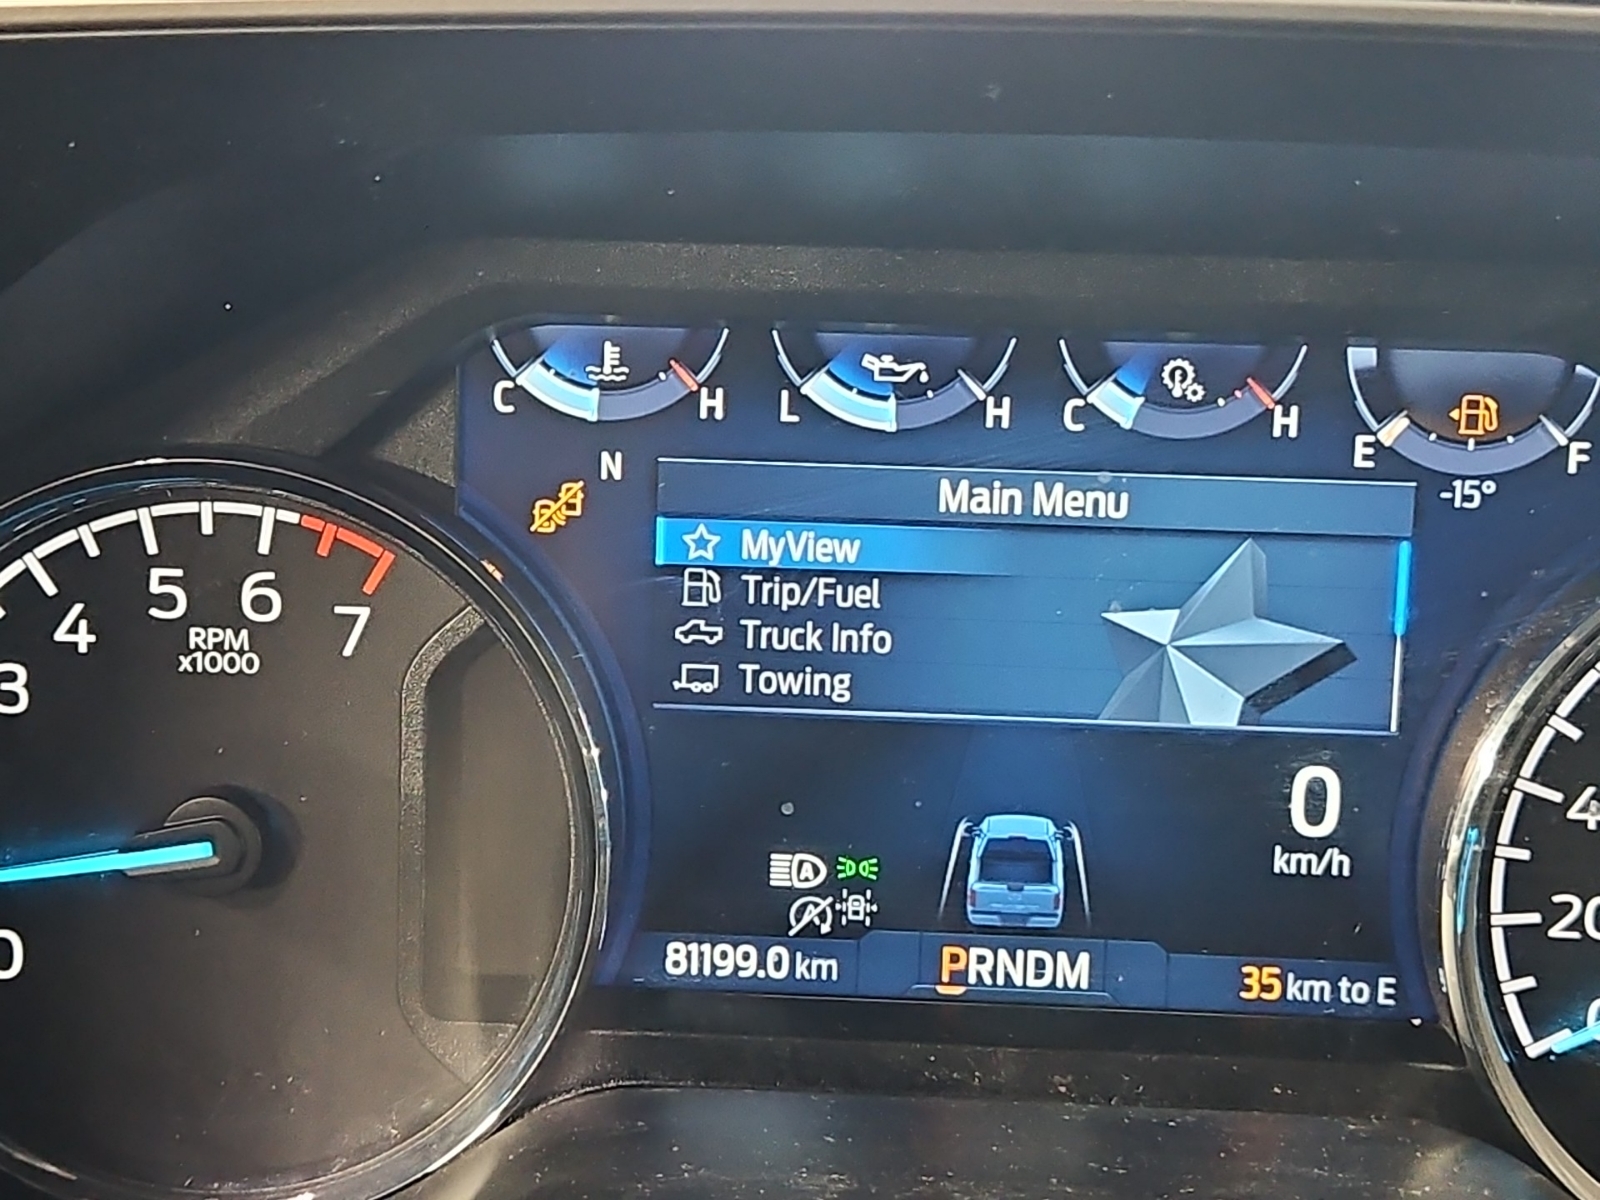 C H L H C H E F
N -15°
Main Menu
MyView
Trip/Fuel
Truck Info
Towing
3 4 5 6 7
RPM
x1000
0
0
km/h
A
A
81199.0 km PRNDM 35 km to E